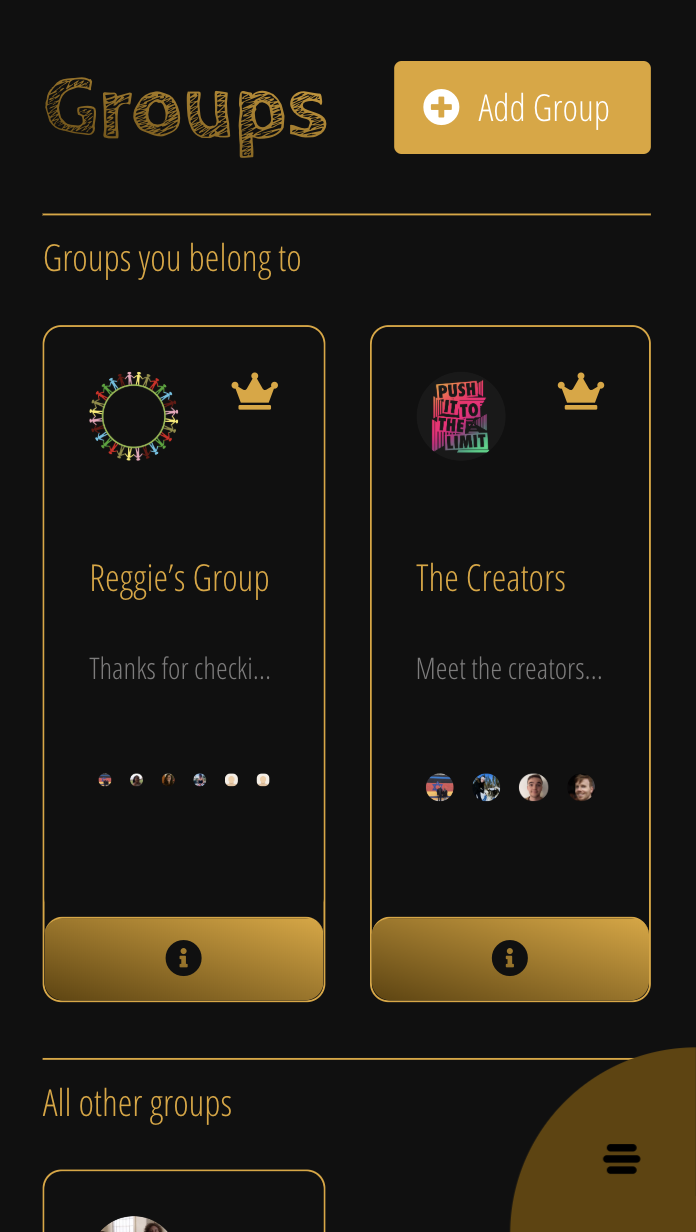 Groups
Add Group
Groups you belong to
PUSH
IT TO
THE
LIMIT
Reggie’s Group
The Creators
Thanks for checki...
Meet the creators...
All other groups